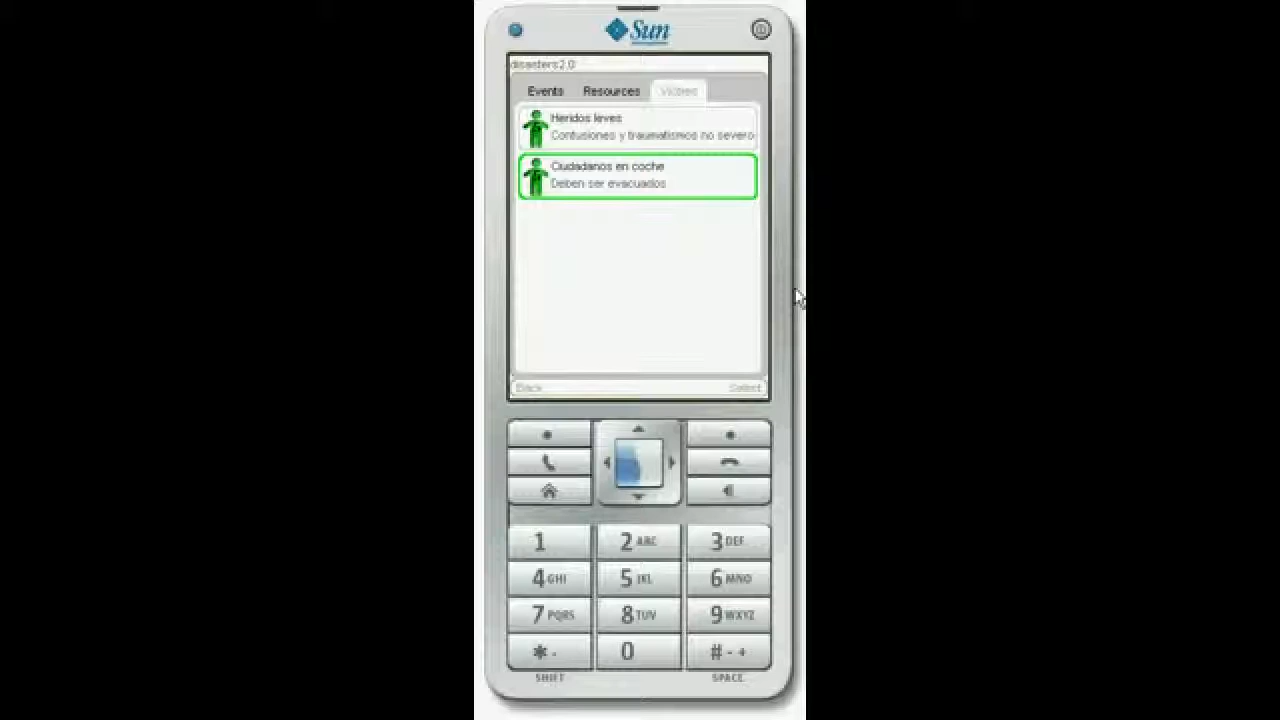 Sun
disasters2.0
Events Resources Victims
Heridos leves
Contusiones y traumatismos no severo
Ciudadanos en coche
Deben ser evacuados
Back Select
1 2 ABC 3 DEF
4 GHI 5 JKL 6 MNO
7 PQRS 8 TUV 9 WXYZ
* - 0 # - +
SHIFT SPACE